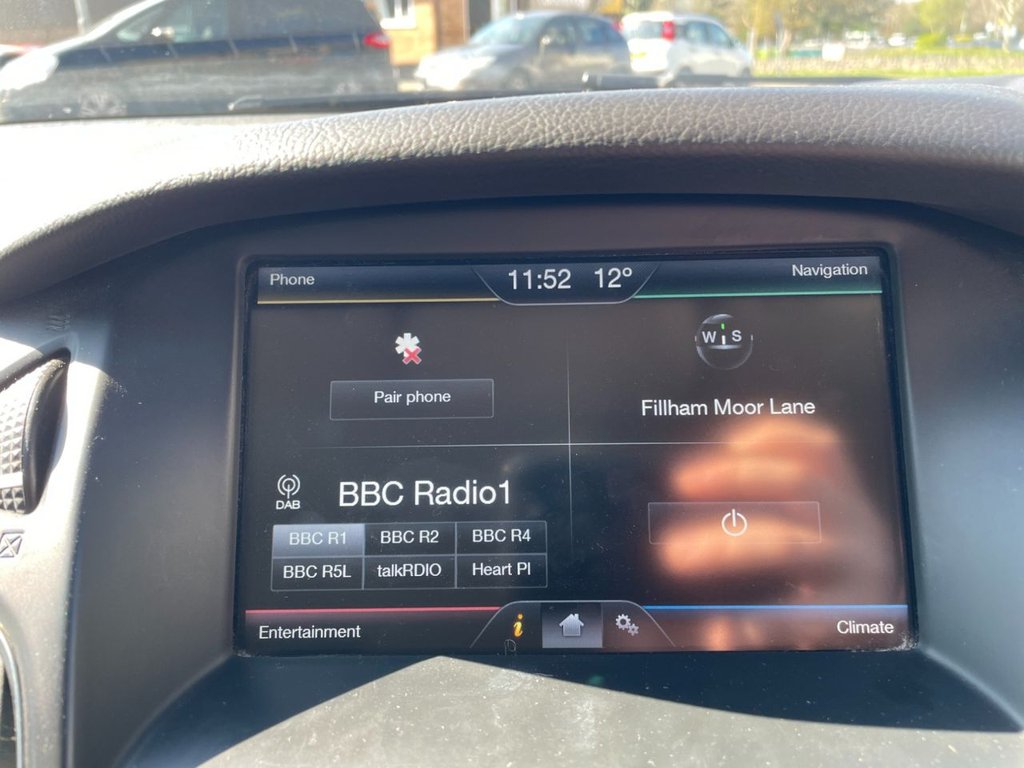 Phone
11:52 12°
Navigation
Pair phone
W S
Fillham Moor Lane
DAB
BBC Radio1
BBC R1 BBC R2 BBC R4
BBC R5L talkRDIO Heart Pl
Entertainment
i
Climate